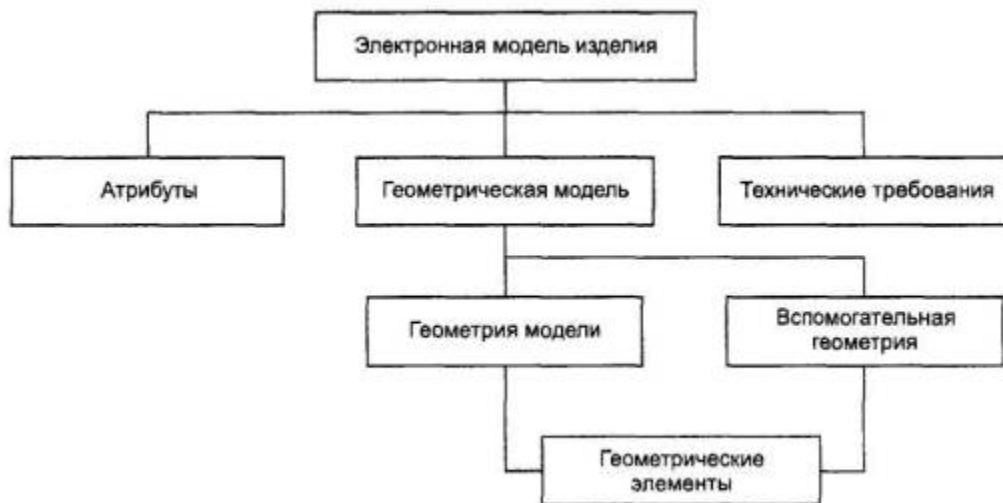 Электронная модель изделия
Атрибуты
Геометрическая модель
Технические требования
Геометрия модели
Вспомогательная
геометрия
Геометрические
элементы